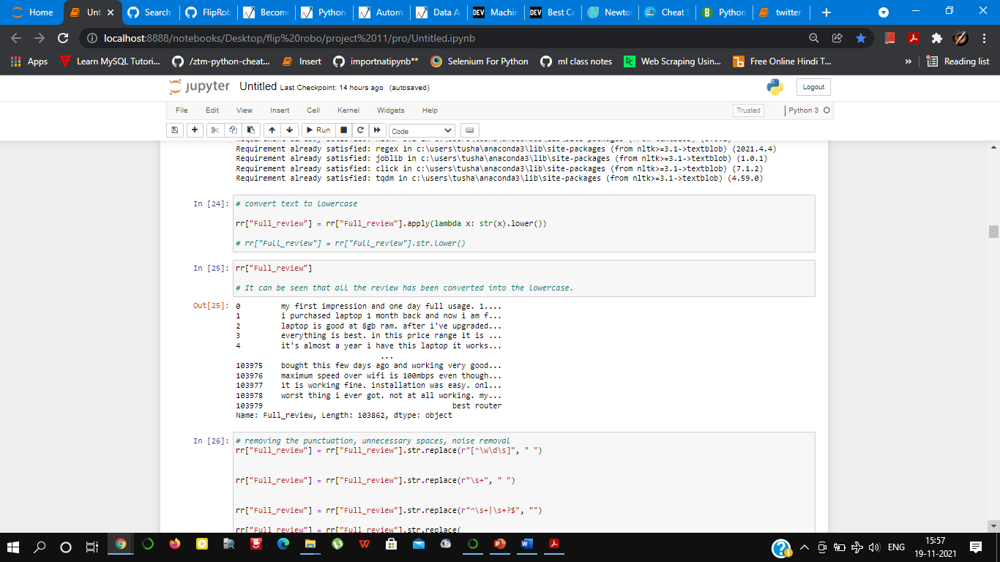 Home
Unt
Search
FlipRob
Becom
Python
Autom
Data A
DEV Machin
DEV Best Co
Newto
Cheat S
B Python
twitter
localhost:8888/notebooks/Desktop/flip%20robo/project%2011/pro/Untitled.ipynb
Apps
Learn MySQL Tutori...
/ztm-python-cheat...
Insert
importnatipynb**
Selenium For Python
ml class notes
Web Scraping Usin...
Free Online Hindi T...
»
Reading list
jupyter Untitled Last Checkpoint: 14 hours ago (autosaved)
Logout
File Edit View Insert Cell Kernel Widgets Help
Trusted
Python 3
Run
Code
Requirement already satisfied: regex in c:\users\tusha\anaconda3\lib\site-packages (from nltk>=3.1->textblob) (2021.4.4)
Requirement already satisfied: joblib in c:\users\tusha\anaconda3\lib\site-packages (from nltk>=3.1->textblob) (1.0.1)
Requirement already satisfied: click in c:\users\tusha\anaconda3\lib\site-packages (from nltk>=3.1->textblob) (7.1.2)
Requirement already satisfied: tqdm in c:\users\tusha\anaconda3\lib\site-packages (from nltk>=3.1->textblob) (4.59.0)
In [24]: # convert text to lowercase
rr["Full_review"] = rr["Full_review"].apply(lambda x: str(x).lower())
# rr["Full_review"] = rr["Full_review"].str.lower()
In [25]: rr["Full_review"]
# It can be seen that all the review has been converted into the lowercase.
Out[25]: 0 my first impression and one day full usage. 1....
1 i purchased laptop 1 month back and now i am f...
2 laptop is good at 8gb ram. after i've upgraded...
3 everything is best. in this price range it is ...
4 it's almost a year i have this laptop it works...
...
103975 bought this few days ago and working very good...
103976 maximum speed over wifi is 100mbps even though...
103977 it is working fine. installation was easy. onl...
103978 worst thing i ever got. not at all working. my...
103979 best router
Name: Full_review, Length: 103862, dtype: object
In [26]: # removing the punctuation, unnecessary spaces, noise removal
rr["Full_review"] = rr["Full_review"].str.replace(r"[^\w\d\s]", " ")
rr["Full_review"] = rr["Full_review"].str.replace(r"\s+", " ")
rr["Full_review"] = rr["Full_review"].str.replace(r"^\s+|\s+?$", "")
rr["Full_review"] = rr["Full_review"].str.replace(
ENG
15:57
19-11-2021